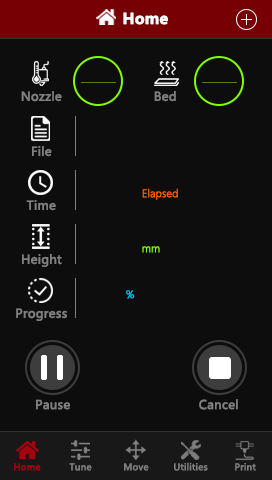 Home
Nozzle Bed
File
Time Elapsed
Height mm
Progress %
Pause Cancel
Home Tune Move Utilities Print